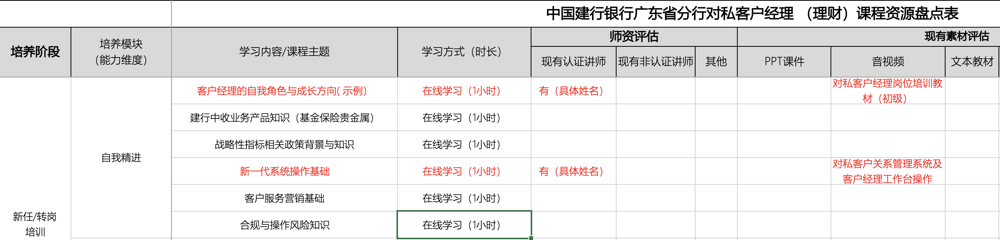 中国建行银行广东省分行对私客户经理 （理财）课程资源盘点表
培养阶段
培养模块
（能力维度）
学习内容/课程主题
学习方式（时长）
师资评估
现有素材评估
现有认证讲师
现有非认证讲师
其他
PPT课件
音视频
文本教材
新任/转岗
培训
自我精进
客户经理的自我角色与成长方向( 示例）
在线学习（1小时）
有（具体姓名）
对私客户经理岗位培训教
材（初级）
建行中收业务产品知识（基金保险贵金属）
在线学习（1小时）
战略性指标相关政策背景与知识
在线学习（1小时）
新一代系统操作基础
在线学习（1小时）
有（具体姓名）
对私客户关系管理系统及
客户经理工作台操作
客户服务营销基础
在线学习（1小时）
合规与操作风险知识
在线学习（1小时）